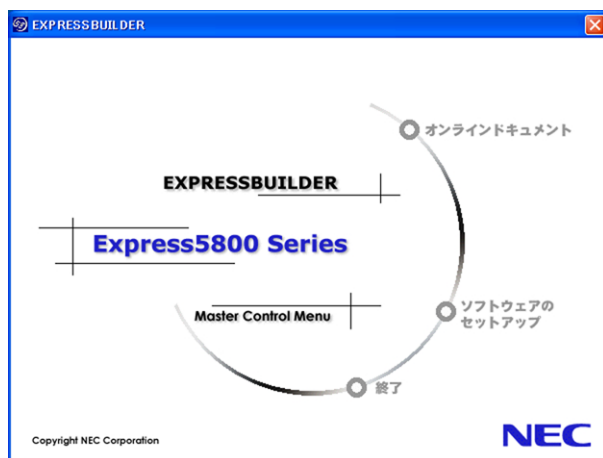 EXPRESSBUILDER
オンラインドキュメント
EXPRESSBUILDER
Express5800 Series
ソフトウェアの
セットアップ
Master Control Menu
終了
Copyright NEC Corporation
NEC